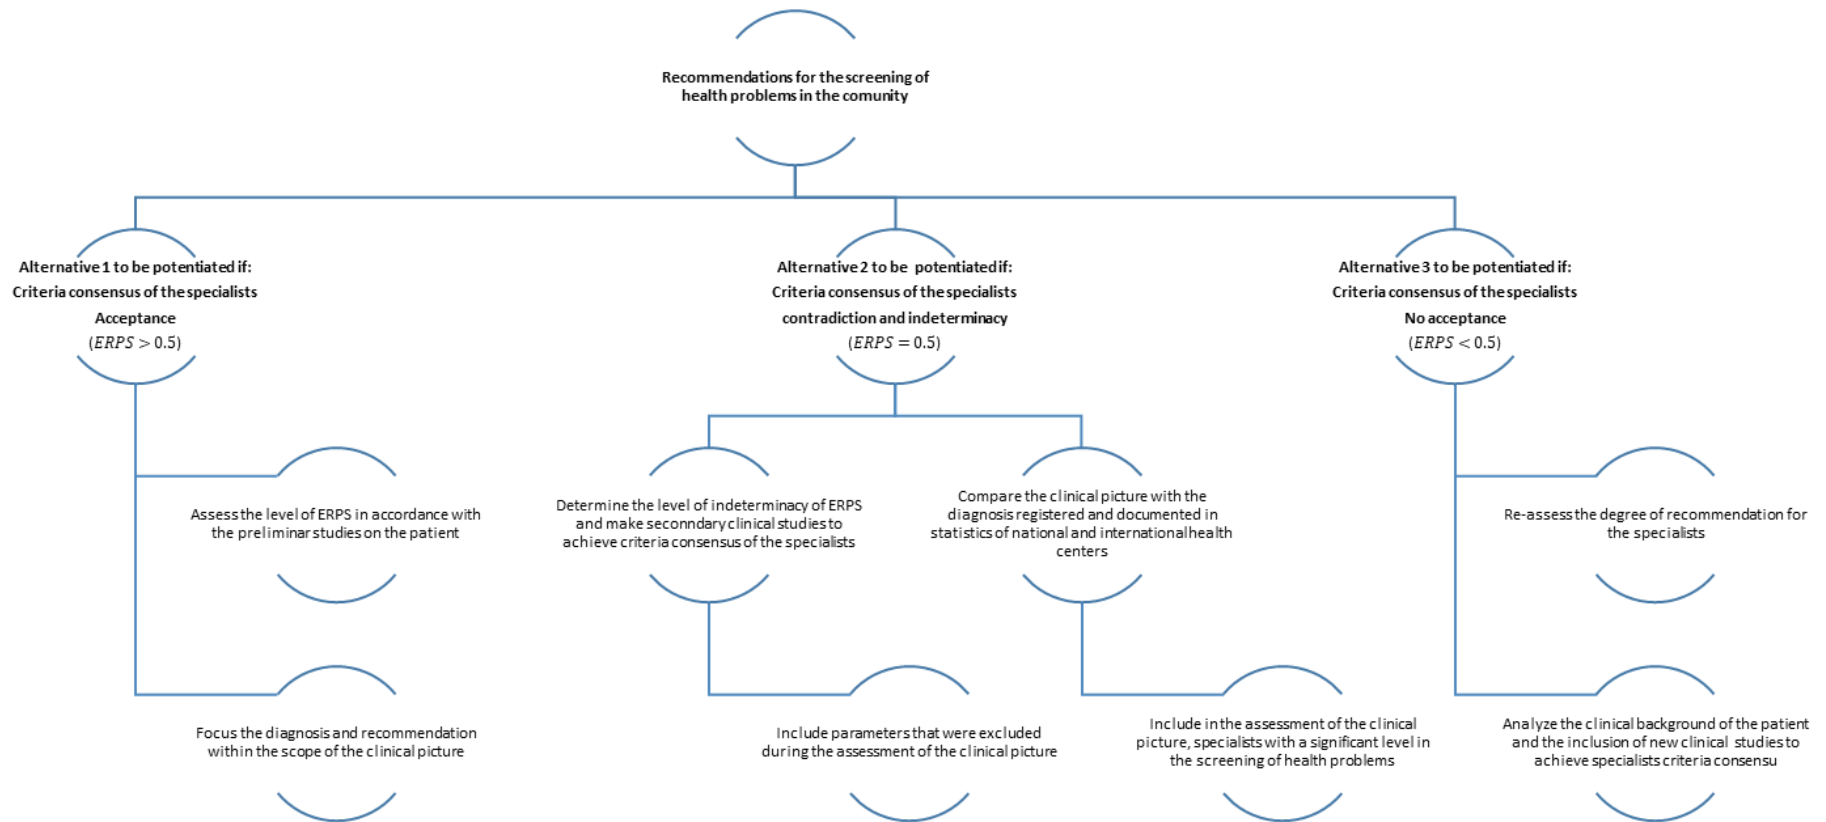 Recommendations for the screening of
health problems in the comunity
Alternative 1 to be potentiated if:
Criteria consensus of the specialists
Acceptance
(ERPS > 0.5)
Alternative 2 to be potentiated if:
Criteria consensus of the specialists
contradiction and indeterminacy
(ERPS = 0.5)
Alternative 3 to be potentiated if:
Criteria consensus of the specialists
No acceptance
(ERPS < 0.5)
Assess the level of ERPS in accordance with
the preliminar studies on the patient
Determine the level of indeterminacy of ERPS
and make seconndary clinical studies to
achieve criteria consensus of the specialists
Compare the clinical picture with the
diagnosis registered and documented in
statistics of national and international health
centers
Re-assess the degree of recommendation for
the specialists
Focus the diagnosis and recommendation
within the scope of the clinical picture
Include parameters that were excluded
during the assessment of the clinical picture
Include in the assessment of the clinical
picture, specialists with a significant level in
the screening of health problems
Analyze the clinical background of the patient
and the inclusion of new clinical studies to
achieve specialists criteria consensu